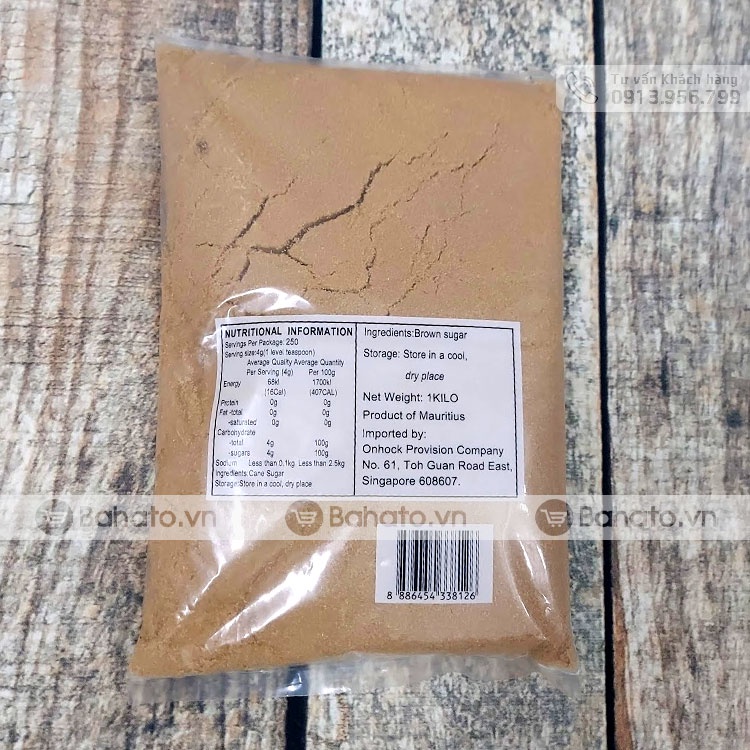 Tư vấn Khách hàng
0913.956.799
NUTRITIONAL INFORMATION
Servings Per Package: 250
Serving size:4g(1 level teaspoon)
Average Quality Average Quantity
Per Serving (4g) Per 100g
Energy 68kl 1700kl
(16Cal) (407CAL)
Protein 0g 0g
Fat -total 0g 0g
-saturated 0g 0g
Carbohydrate
-total 4g 100g
-sugars 4g 100g
Sodium Less than 0,1kg Less than 2.5kg
Ingredients:Cane Sugar
Storage:Store in a cool, dry place
Ingredients:Brown sugar
Storage: Store in a cool,
dry place
Net Weight: 1KILO
Product of Mauritius
Imported by:
Onhock Provision Company
No. 61, Toh Guan Road East,
Singapore 608607.
Bahato.vn Bahato.vn Bahato.vn
8 886454 338126